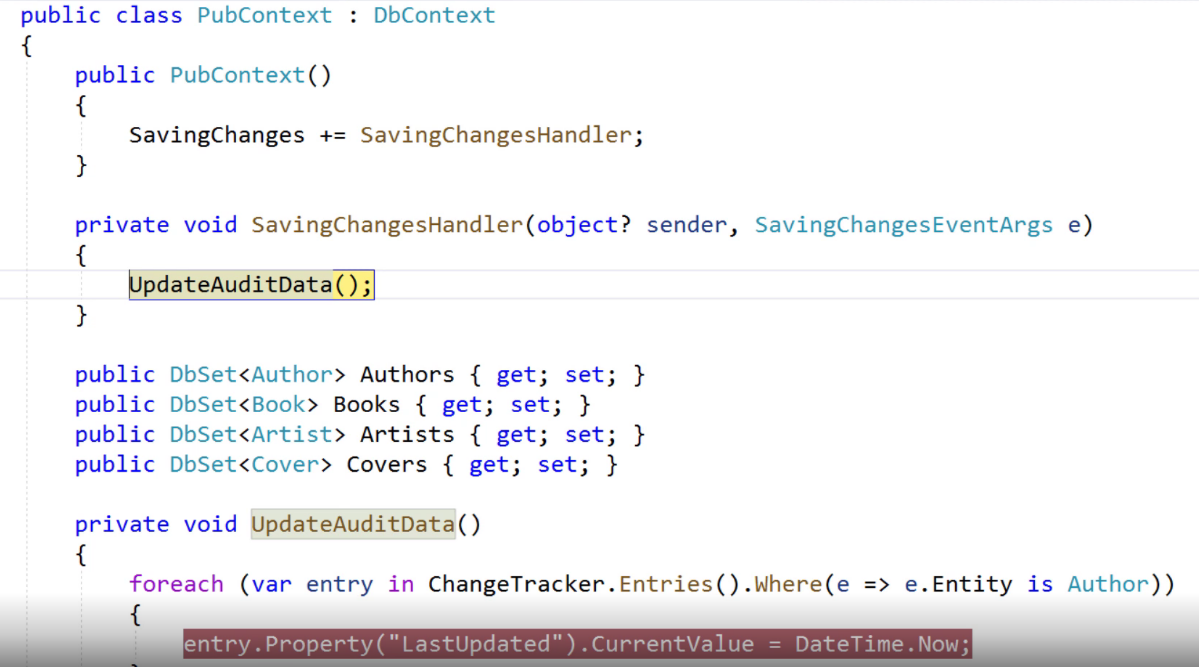 public class PubContext : DbContext
{
public PubContext()
{
SavingChanges += SavingChangesHandler;
}
private void SavingChangesHandler(object? sender, SavingChangesEventArgs e)
{
UpdateAuditData();
}
public DbSet<Author> Authors { get; set; }
public DbSet<Book> Books { get; set; }
public DbSet<Artist> Artists { get; set; }
public DbSet<Cover> Covers { get; set; }
private void UpdateAuditData()
{
foreach (var entry in ChangeTracker.Entries().Where(e => e.Entity is Author))
{
entry.Property("LastUpdated").CurrentValue = DateTime.Now;